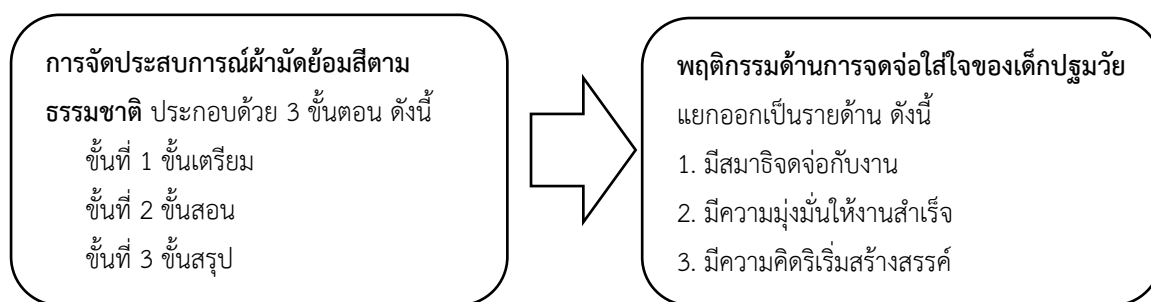 การจัดประสบการณ์ผ้ามัดย้อมสีตาม
ธรรมชาติ ประกอบด้วย 3 ขั้นตอน ดังนี้
ขั้นที่ 1 ขั้นเตรียม
ขั้นที่ 2 ขั้นสอน
ขั้นที่ 3 ขั้นสรุป
พฤติกรรมด้านการจดจ่อใส่ใจของเด็กปฐมวัย
แยกออกเป็นรายด้าน ดังนี้
1. มีสมาธิจดจ่อกับงาน
2. มีความมุ่งมั่นให้งานสำเร็จ
3. มีความคิดริเริ่มสร้างสรรค์